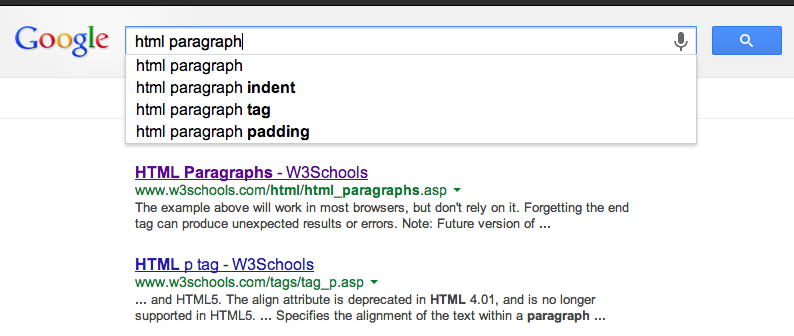 Google
html paragraph
html paragraph
html paragraph indent
html paragraph tag
html paragraph padding
HTML Paragraphs - W3Schools
www.w3schools.com/html/html_paragraphs.asp
The example above will work in most browsers, but don't rely on it. Forgetting the end
tag can produce unexpected results or errors. Note: Future version of ...
HTML p tag - W3Schools
www.w3schools.com/tags/tag_p.asp
... and HTML5. The align attribute is deprecated in HTML 4.01, and is no longer
supported in HTML5. ... Specifies the alignment of the text within a paragraph ...